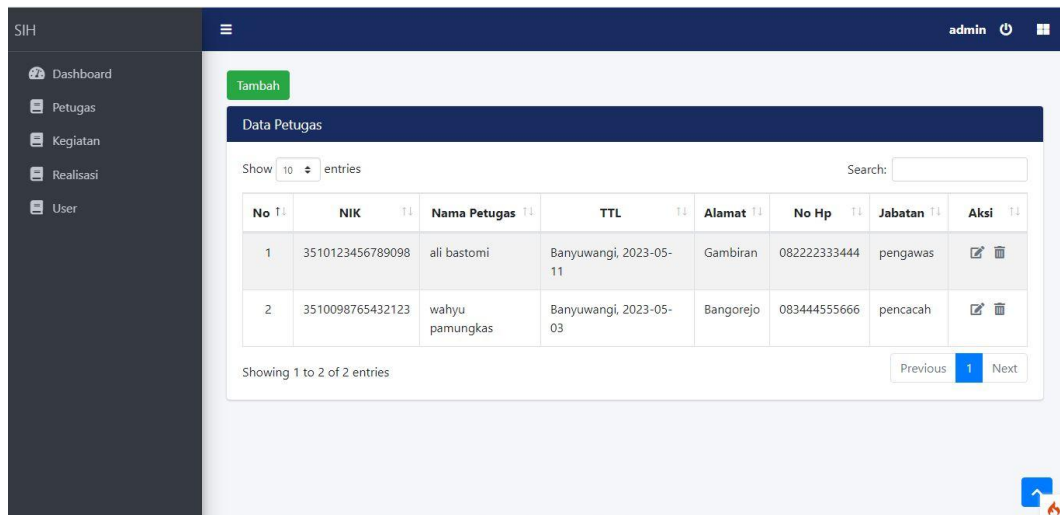 SIH
admin
Dashboard
Petugas
Kegiatan
Realisasi
User
Tambah
Data Petugas
Show 10 entries
Search:
No NIK Nama Petugas TTL Alamat No Hp Jabatan Aksi
1 3510123456789098 ali bastomi Banyuwangi, 2023-05- Gambiran 082222333444 pengawas
11
2 3510098765432123 wahyu Banyuwangi, 2023-05- Bangorejo 083444555666 pencacah
pamungkas 03
Showing 1 to 2 of 2 entries
Previous 1 Next